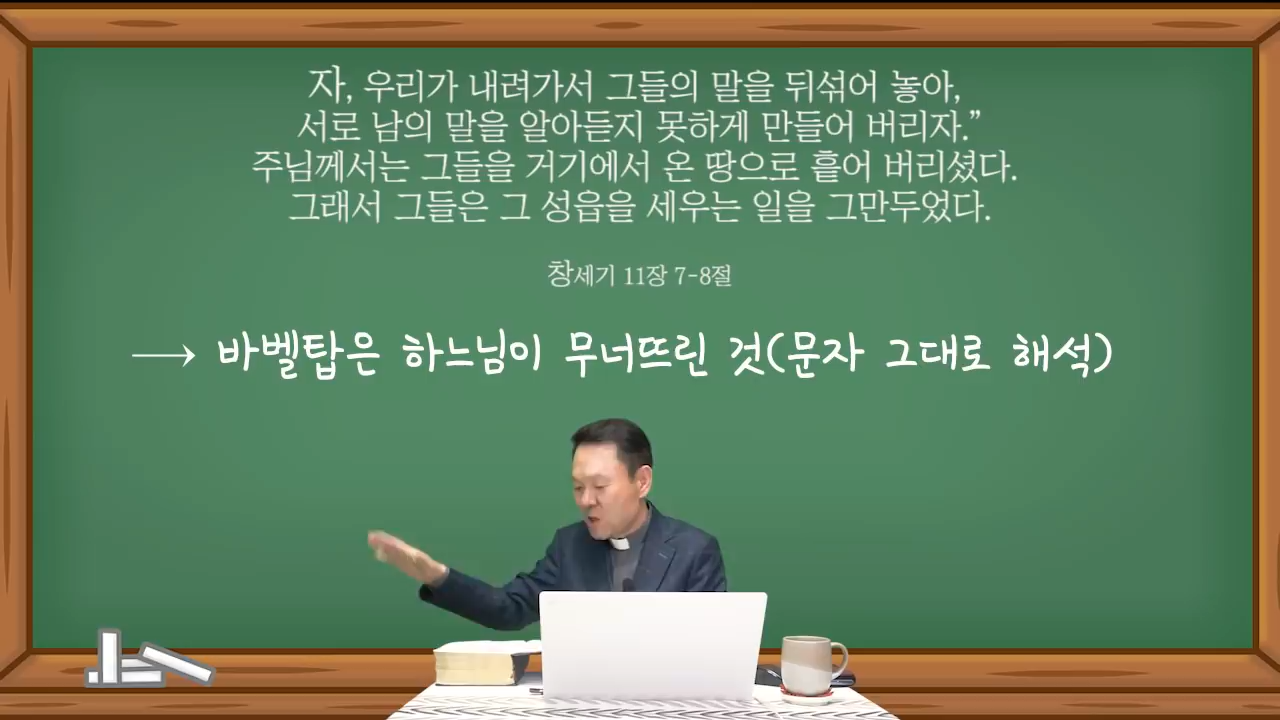 자, 우리가 내려가서 그들의 말을 뒤섞어 놓아,
서로 남의 말을 알아듣지 못하게 만들어 버리자.”
주님께서는 그들을 거기에서 온 땅으로 흩어 버리셨다.
그래서 그들은 그 성읍을 세우는 일을 그만두었다.
창세기 11장 7-8절
→ 바벨탑은 하느님이 무너뜨린 것(문자 그대로 해석)